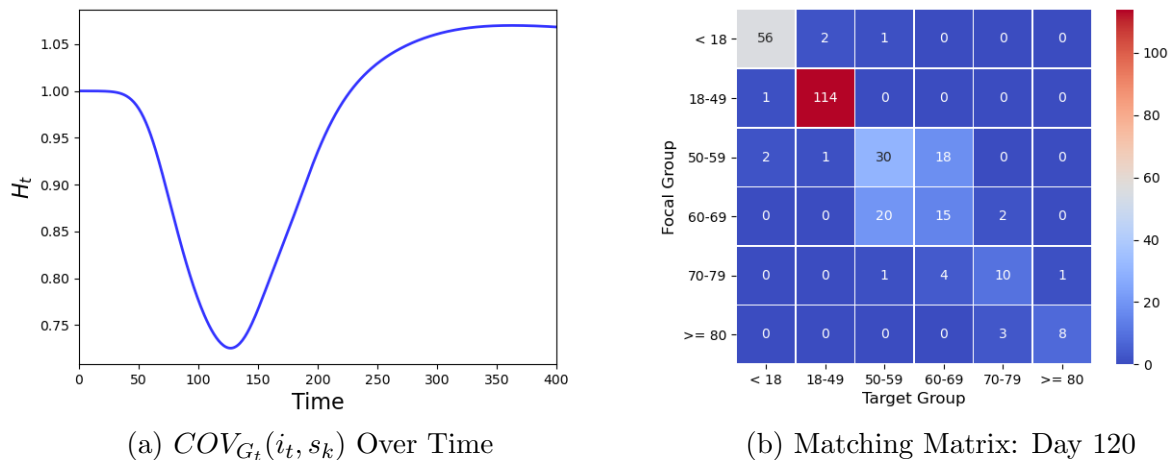 1.05
1.00
0.95
0.90
0.85
0.80
0.75
H_t
0 50 100 150 200 250 300 350 400
Time
(a) COV_{G_t}(i_t, s_k) Over Time
Focal Group
< 18 56 2 1 0 0 0
18-49 1 114 0 0 0 0
50-59 2 1 30 18 0 0
60-69 0 0 20 15 2 0
70-79 0 0 1 4 10 1
>= 80 0 0 0 0 3 8
< 18 18-49 50-59 60-69 70-79 >= 80
Target Group
100
80
60
40
20
0
(b) Matching Matrix: Day 120